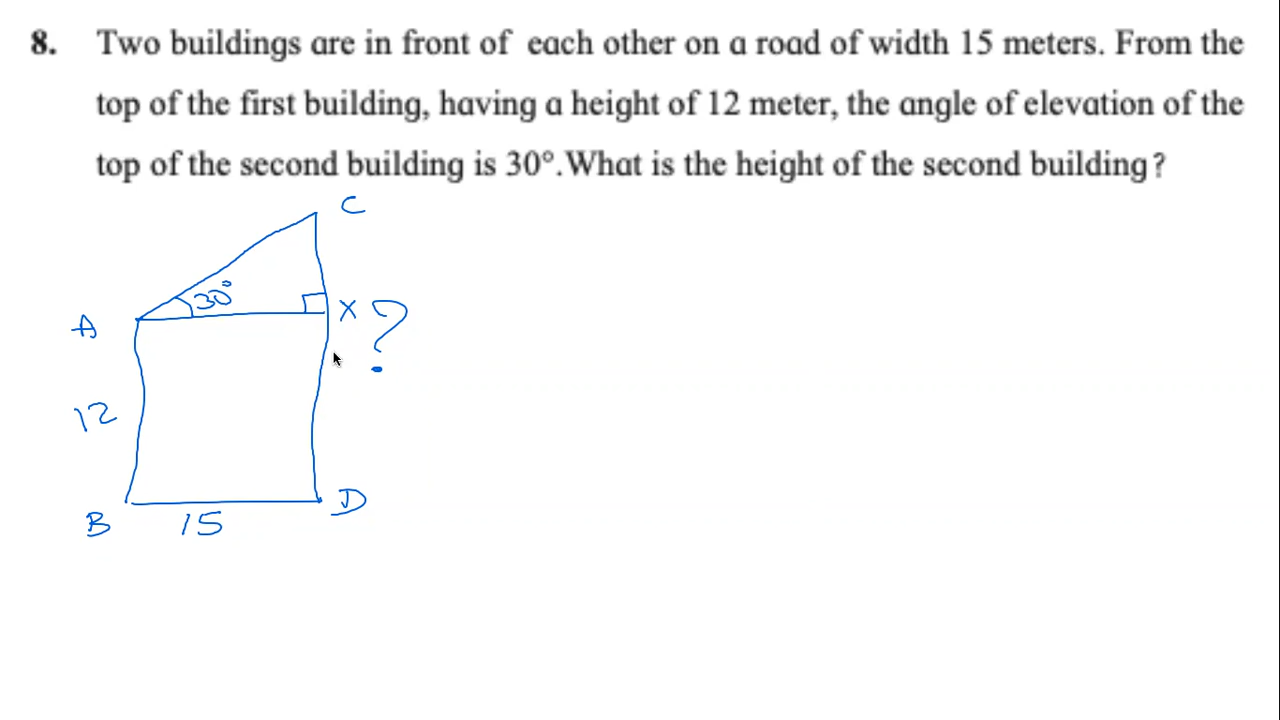 8. Two buildings are in front of each other on a road of width 15 meters. From the
top of the first building, having a height of 12 meter, the angle of elevation of the
top of the second building is 30°.What is the height of the second building?
C
30°
A
X ?
12
B 15 D